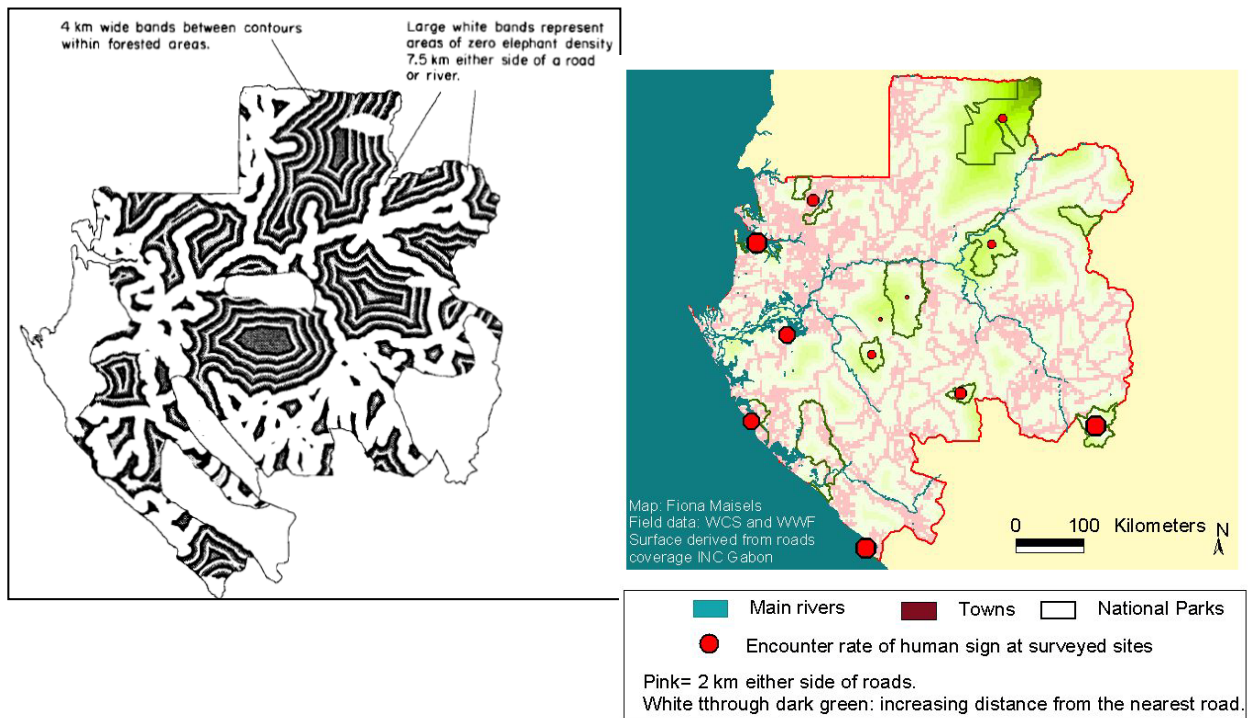 4 km wide bands between contours
within forested areas.
Large white bands represent
areas of zero elephant density
7.5 km either side of a road
or river.
Map: Fiona Maisels
Field data: WCS and WWF
Surface derived from roads
coverage INC Gabon
0 100 Kilometers
N
Main rivers
Towns
National Parks
Encounter rate of human sign at surveyed sites
Pink= 2 km either side of roads.
White tthrough dark green: increasing distance from the nearest road.